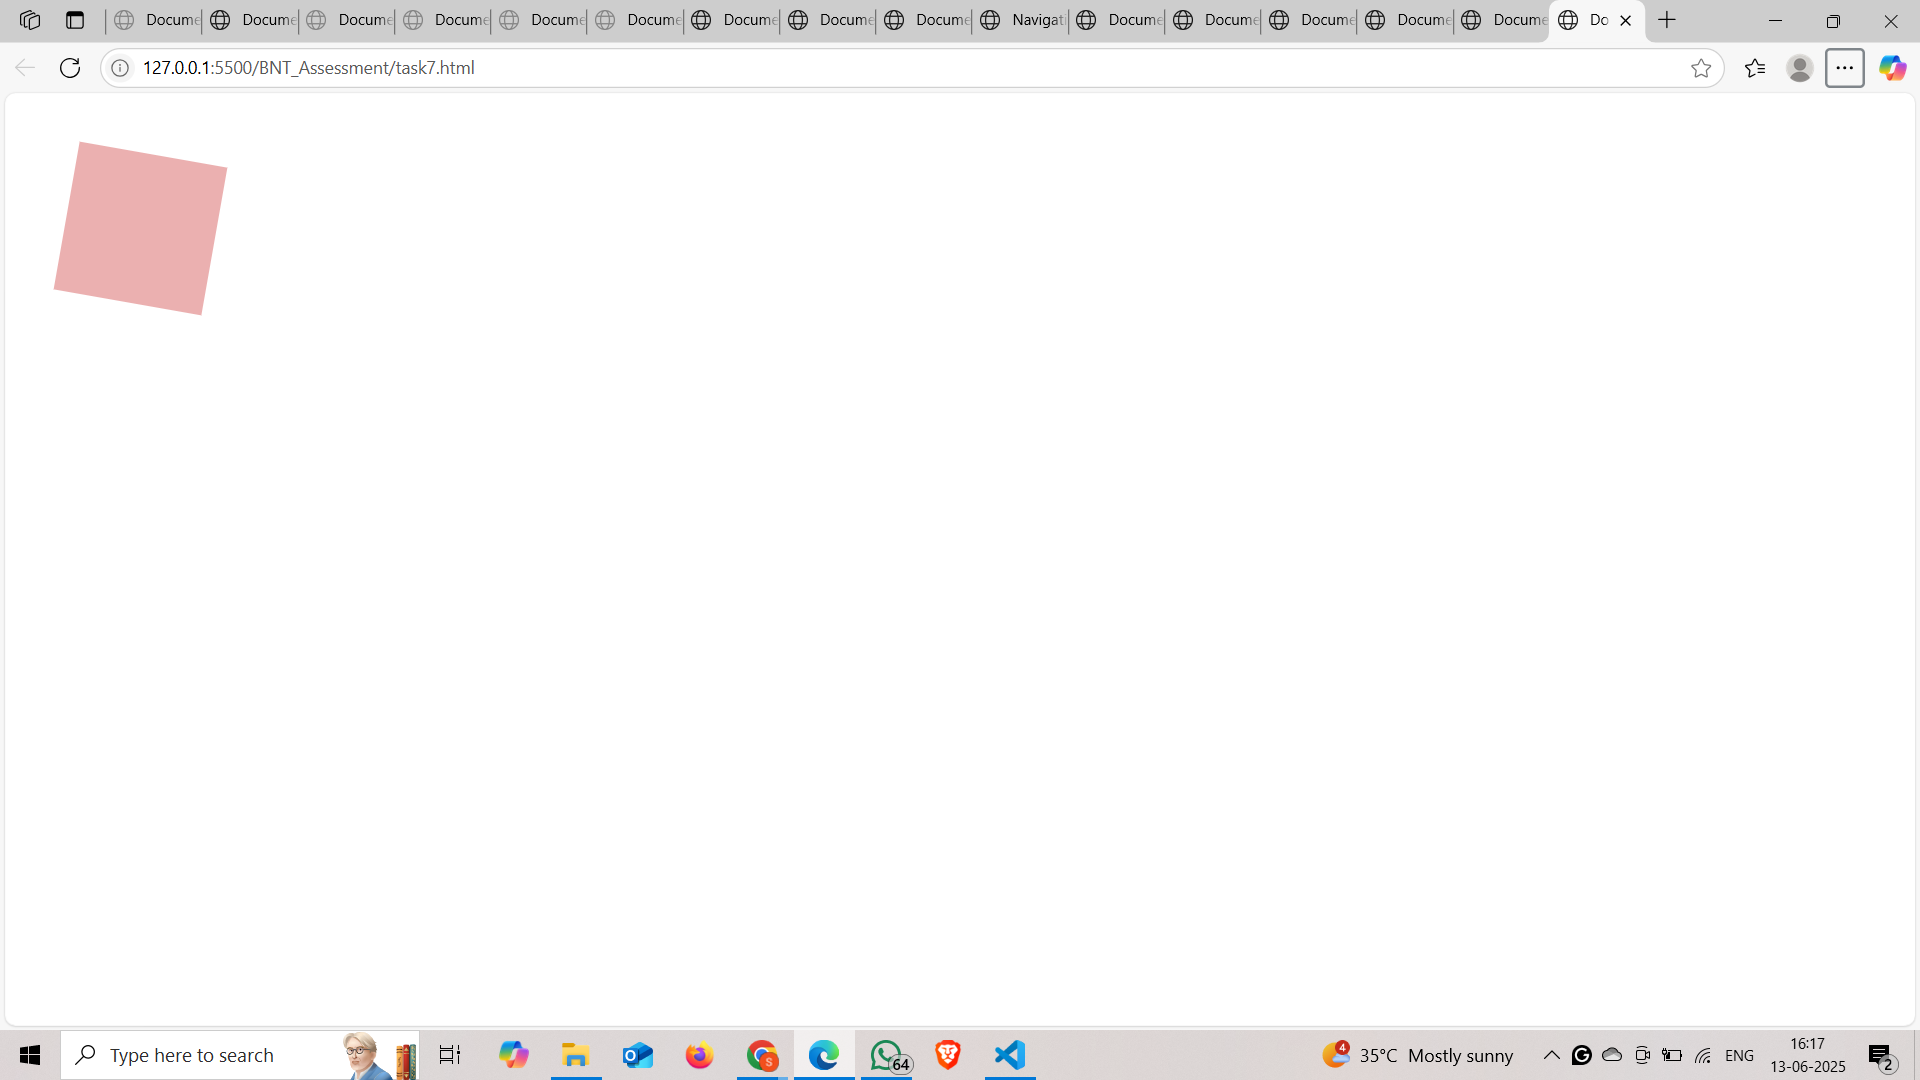 Docume Docume Docume Docume Docume Docume Docume Docume Docume Navigati Docume Docume Docume Docume Docume Do
127.0.0.1:5500/BNT_Assessment/task7.html
Type here to search
S
64
4
35°C Mostly sunny
ENG
16:17
13-06-2025
2